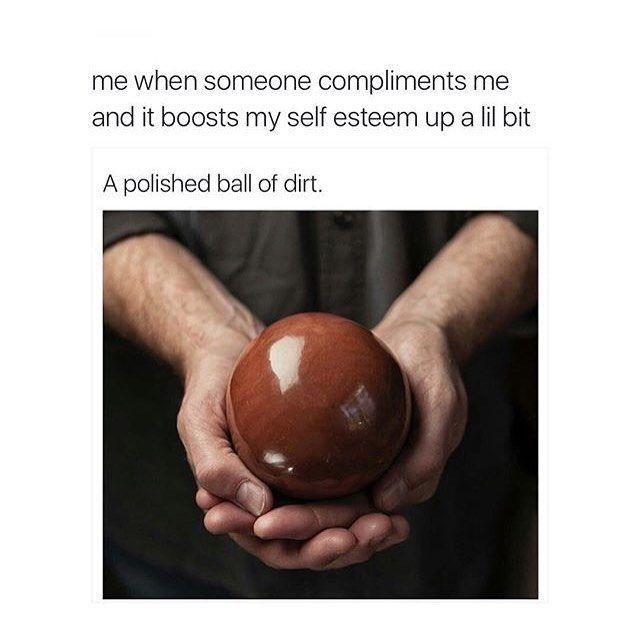 me when someone compliments me
and it boosts my self esteem up a lil bit
A polished ball of dirt.